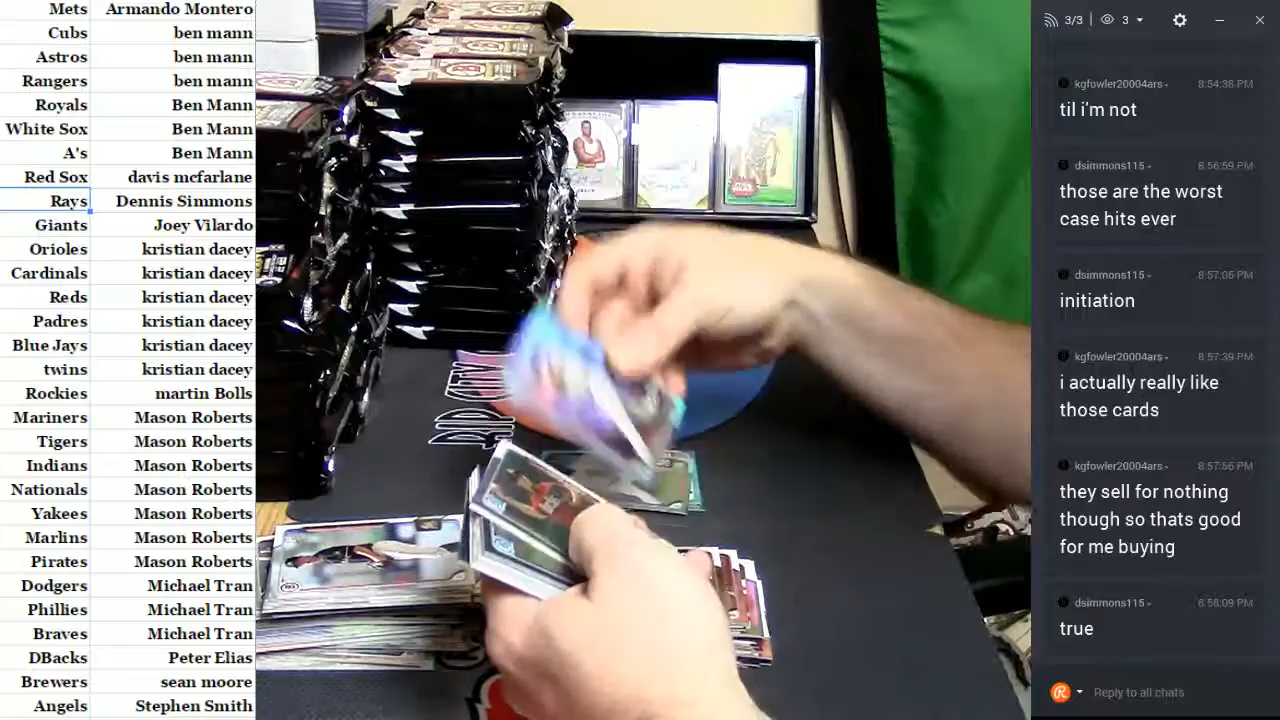 Mets Armando Montero
Cubs ben mann
Astros ben mann
Rangers ben mann
Royals Ben Mann
White Sox Ben Mann
A's Ben Mann
Red Sox davis mcfarlane
Rays Dennis Simmons
Giants Joey Vilardo
Orioles kristian dacey
Cardinals kristian dacey
Reds kristian dacey
Padres kristian dacey
Blue Jays kristian dacey
twins kristian dacey
Rockies martin Bolls
Mariners Mason Roberts
Tigers Mason Roberts
Indians Mason Roberts
Nationals Mason Roberts
Yakees Mason Roberts
Marlins Mason Roberts
Pirates Mason Roberts
Dodgers Michael Tran
Phillies Michael Tran
Braves Michael Tran
DBacks Peter Elias
Brewers sean moore
Angels Stephen Smith
RIP CITY
STAR WARS
3/3 3
kgfowler20004ars 8:54:38 PM
til i'm not
dsimmons115 8:56:59 PM
those are the worst
case hits ever
dsimmons115 8:57:05 PM
initiation
kgfowler20004ars 8:57:39 PM
i actually really like
those cards
kgfowler20004ars 8:57:56 PM
they sell for nothing
though so thats good
for me buying
dsimmons115 8:58:09 PM
true
Reply to all chats